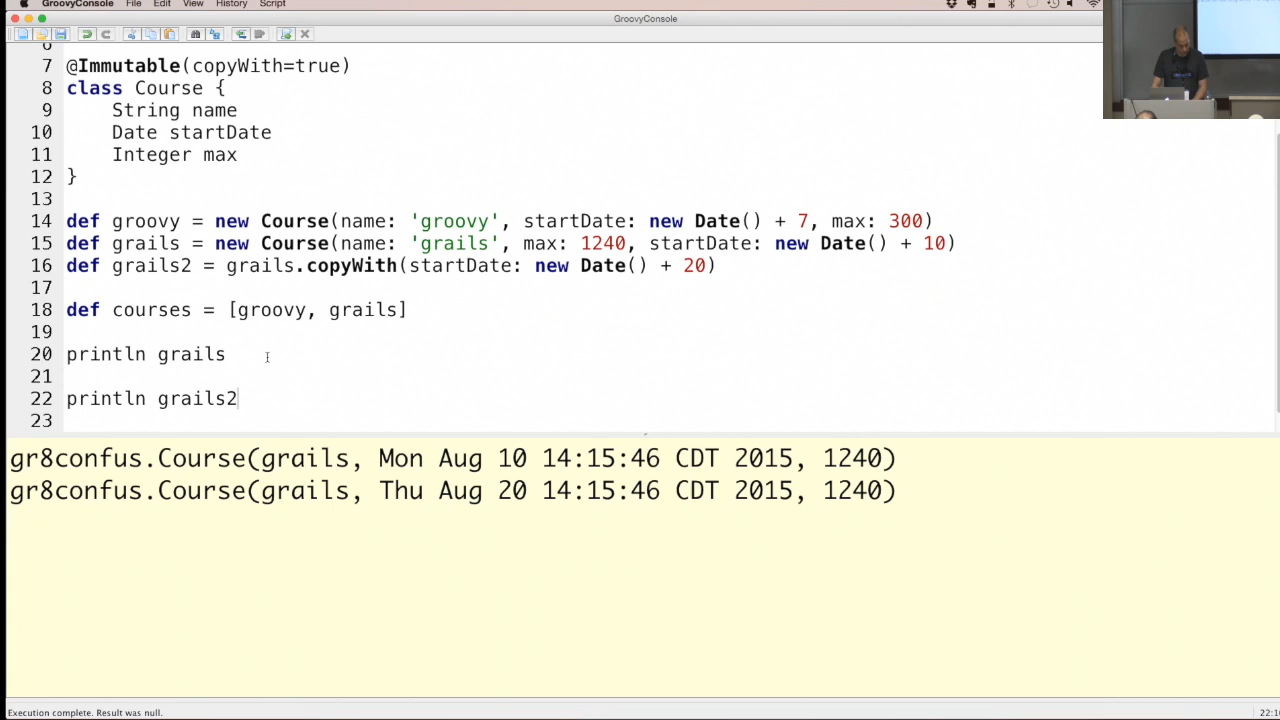 GroovyConsole File Edit View History Script
GroovyConsole
6
7 @Immutable(copyWith=true)
8 class Course {
9 String name
10 Date startDate
11 Integer max
12 }
13
14 def groovy = new Course(name: 'groovy', startDate: new Date() + 7, max: 300)
15 def grails = new Course(name: 'grails', max: 1240, startDate: new Date() + 10)
16 def grails2 = grails.copyWith(startDate: new Date() + 20)
17
18 def courses = [groovy, grails]
19
20 println grails
21
22 println grails2
23
gr8confus.Course(grails, Mon Aug 10 14:15:46 CDT 2015, 1240)
gr8confus.Course(grails, Thu Aug 20 14:15:46 CDT 2015, 1240)
Execution complete. Result was null.